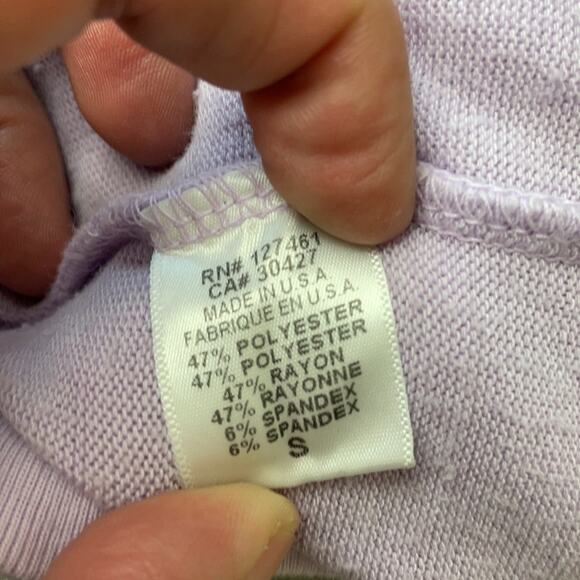 RN# 127461
CA# 30427
MADE IN U.S.A.
FABRIQUE EN U.S.A.
47% POLYESTER
47% POLYESTER
47% RAYON
47% RAYONNE
6% SPANDEX
6% SPANDEX
S